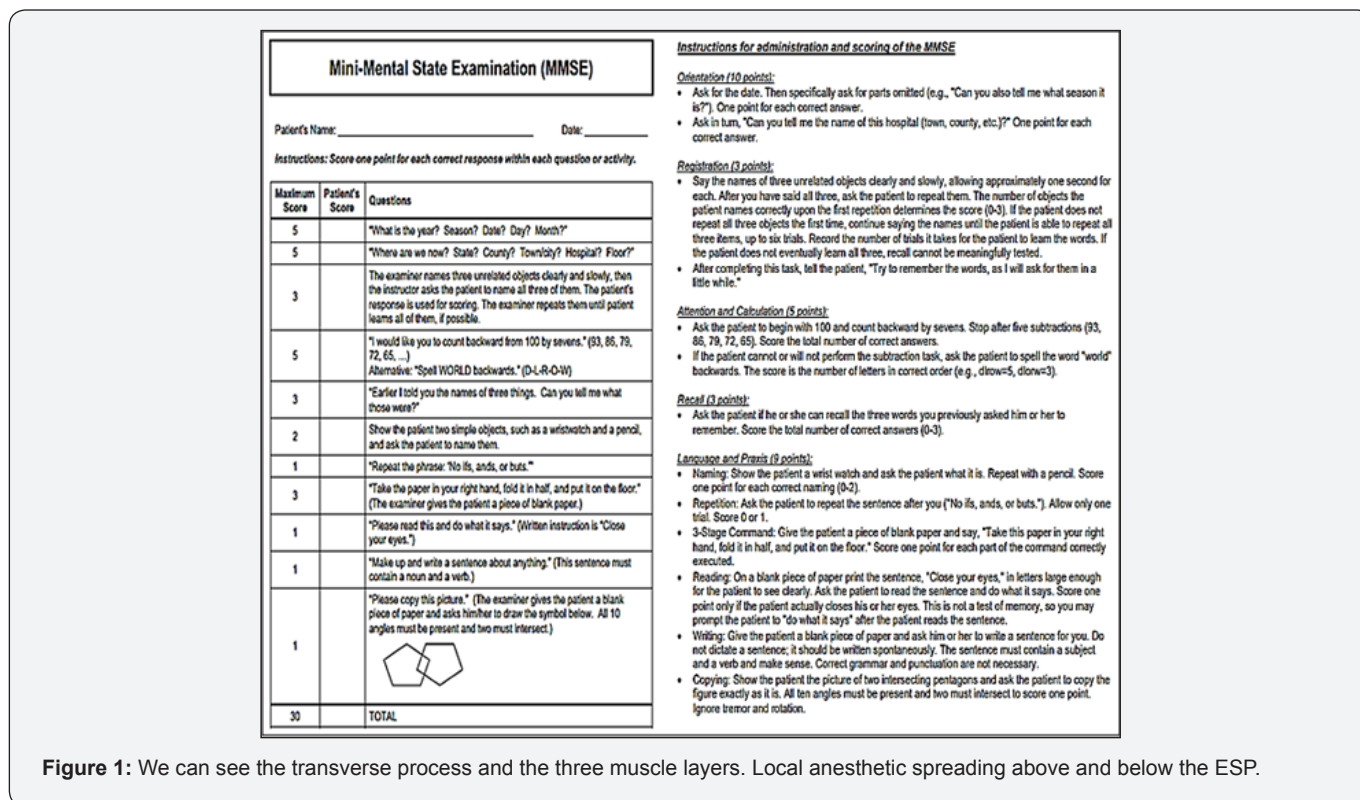 Mini-Mental State Examination (MMSE)
Patient's Name: Date:
Instructions: Score one point for each correct response within each question or activity.
Maximum Score
Patient's Score
Questions
5
"What is the year? Season? Date? Day? Month?"
5
"Where are we now? State? County? Town/city? Hospital? Floor?"
3
The examiner names three unrelated objects clearly and slowly, then
the instructor asks the patient to name all three of them. The patient's
response is used for scoring. The examiner repeats them until patient
learns all of them, if possible.
5
"I would like you to count backward from 100 by sevens." (93, 86, 79,
72, 65, ...)
Alternative: "Spell WORLD backwards." (D-L-R-O-W)
3
"Earlier I told you the names of three things. Can you tell me what
those were?"
2
Show the patient two simple objects, such as a wristwatch and a pencil,
and ask the patient to name them.
1
"Repeat the phrase: 'No ifs, ands, or buts.'"
3
"Take the paper in your right hand, fold it in half, and put it on the floor."
(The examiner gives the patient a piece of blank paper.)
1
"Please read this and do what it says." (Written instruction is "Close
your eyes.")
1
"Make up and write a sentence about anything." (This sentence must
contain a noun and a verb.)
1
"Please copy this picture." (The examiner gives the patient a blank
piece of paper and asks him/her to draw the symbol below. All 10
angles must be present and two must intersect.)
30
TOTAL
Instructions for administration and scoring of the MMSE
Orientation (10 points):
• Ask for the date. Then specifically ask for parts omitted (e.g., "Can you also tell me what season it
is?"). One point for each correct answer.
• Ask in turn, "Can you tell me the name of this hospital (town, county, etc.)?" One point for each
correct answer.
Registration (3 points):
• Say the names of three unrelated objects clearly and slowly, allowing approximately one second for
each. After you have said all three, ask the patient to repeat them. The number of objects the
patient names correctly upon the first repetition determines the score (0-3). If the patient does not
repeat all three objects the first time, continue saying the names until the patient is able to repeat all
three items, up to six trials. Record the number of trials it takes for the patient to learn the words. If
the patient does not eventually learn all three, recall cannot be meaningfully tested.
• After completing this task, tell the patient, "Try to remember the words, as I will ask for them in a
little while."
Attention and Calculation (5 points):
• Ask the patient to begin with 100 and count backward by sevens. Stop after five subtractions (93,
86, 79, 72, 65). Score the total number of correct answers.
• If the patient cannot or will not perform the subtraction task, ask the patient to spell the word "world"
backwards. The score is the number of letters in correct order (e.g., dlrow=5, dlorw=3).
Recall (3 points):
• Ask the patient if he or she can recall the three words you previously asked him or her to
remember. Score the total number of correct answers (0-3).
Language and Praxis (9 points):
• Naming: Show the patient a wrist watch and ask the patient what it is. Repeat with a pencil. Score
one point for each correct naming (0-2).
• Repetition: Ask the patient to repeat the sentence after you ("No ifs, ands, or buts."). Allow only one
trial. Score 0 or 1.
• 3-Stage Command: Give the patient a piece of blank paper and say, "Take this paper in your right
hand, fold it in half, and put it on the floor." Score one point for each part of the command correctly
executed.
• Reading: On a blank piece of paper print the sentence, "Close your eyes," in letters large enough
for the patient to see clearly. Ask the patient to read the sentence and do what it says. Score one
point only if the patient actually closes his or her eyes. This is not a test of memory, so you may
prompt the patient to "do what it says" after the patient reads the sentence.
• Writing: Give the patient a blank piece of paper and ask him or her to write a sentence for you. Do
not dictate a sentence; it should be written spontaneously. The sentence must contain a subject
and a verb and make sense. Correct grammar and punctuation are not necessary.
• Copying: Show the patient the picture of two intersecting pentagons and ask the patient to copy the
figure exactly as it is. All ten angles must be present and two must intersect to score one point.
Ignore tremor and rotation.
Figure 1: We can see the transverse process and the three muscle layers. Local anesthetic spreading above and below the ESP.